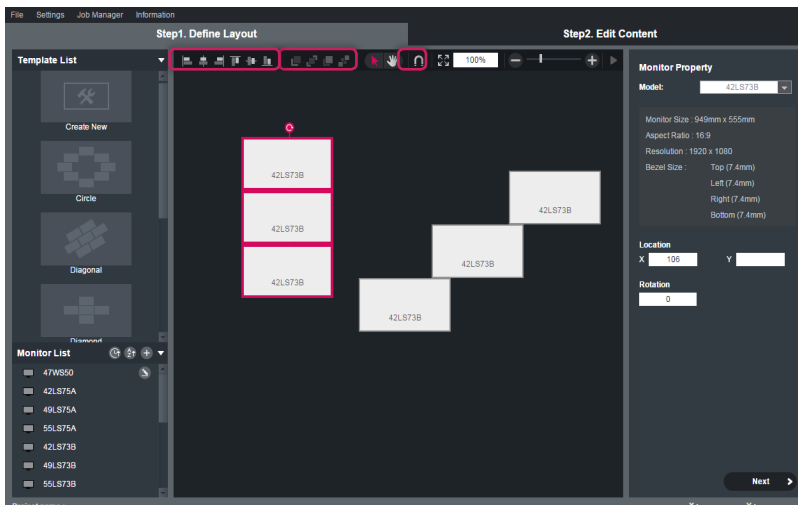 File Settings Job Manager Information
Step1. Define Layout
Step2. Edit Content
Template List
Create New
Circle
Diagonal
Diamond
Monitor List
47WS50
42LS75A
49LS75A
55LS75A
42LS73B
49LS73B
55LS73B
100%
42LS73B
42LS73B
42LS73B
42LS73B
42LS73B
42LS73B
Monitor Property
Model: 42LS73B
Monitor Size : 949mm x 555mm
Aspect Ratio : 16:9
Resolution : 1920 x 1080
Bezel Size : Top (7.4mm)
Left (7.4mm)
Right (7.4mm)
Bottom (7.4mm)
Location
X 106 Y
Rotation
0
Next